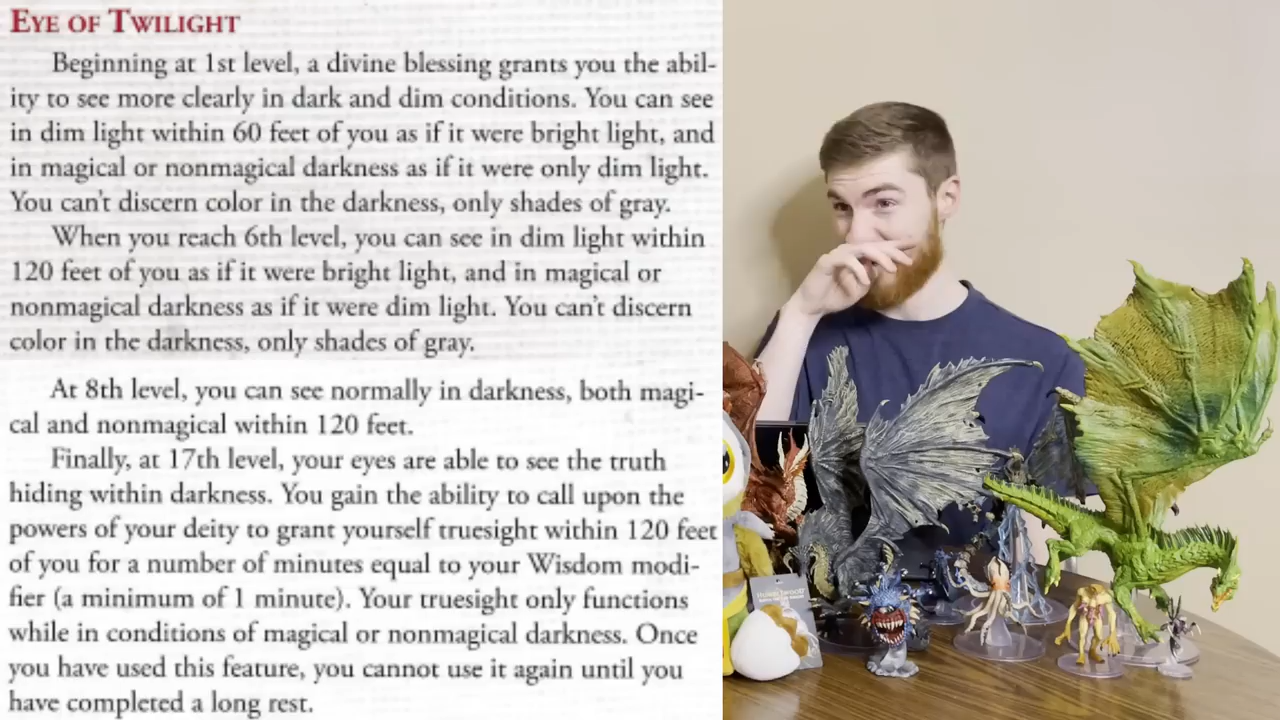 EYE OF TWILIGHT
Beginning at 1st level, a divine blessing grants you the abil-
ity to see more clearly in dark and dim conditions. You can see
in dim light within 60 feet of you as if it were bright light, and
in magical or nonmagical darkness as if it were only dim light.
You can't discern color in the darkness, only shades of gray.
When you reach 6th level, you can see in dim light within
120 feet of you as if it were bright light, and in magical or
nonmagical darkness as if it were dim light. You can't discern
color in the darkness, only shades of gray.
At 8th level, you can see normally in darkness, both magi-
cal and nonmagical within 120 feet.
Finally, at 17th level, your eyes are able to see the truth
hiding within darkness. You gain the ability to call upon the
powers of your deity to grant yourself truesight within 120 feet
of you for a number of minutes equal to your Wisdom modi-
fier (a minimum of 1 minute). Your truesight only functions
while in conditions of magical or nonmagical darkness. Once
you have used this feature, you cannot use it again until you
have completed a long rest.